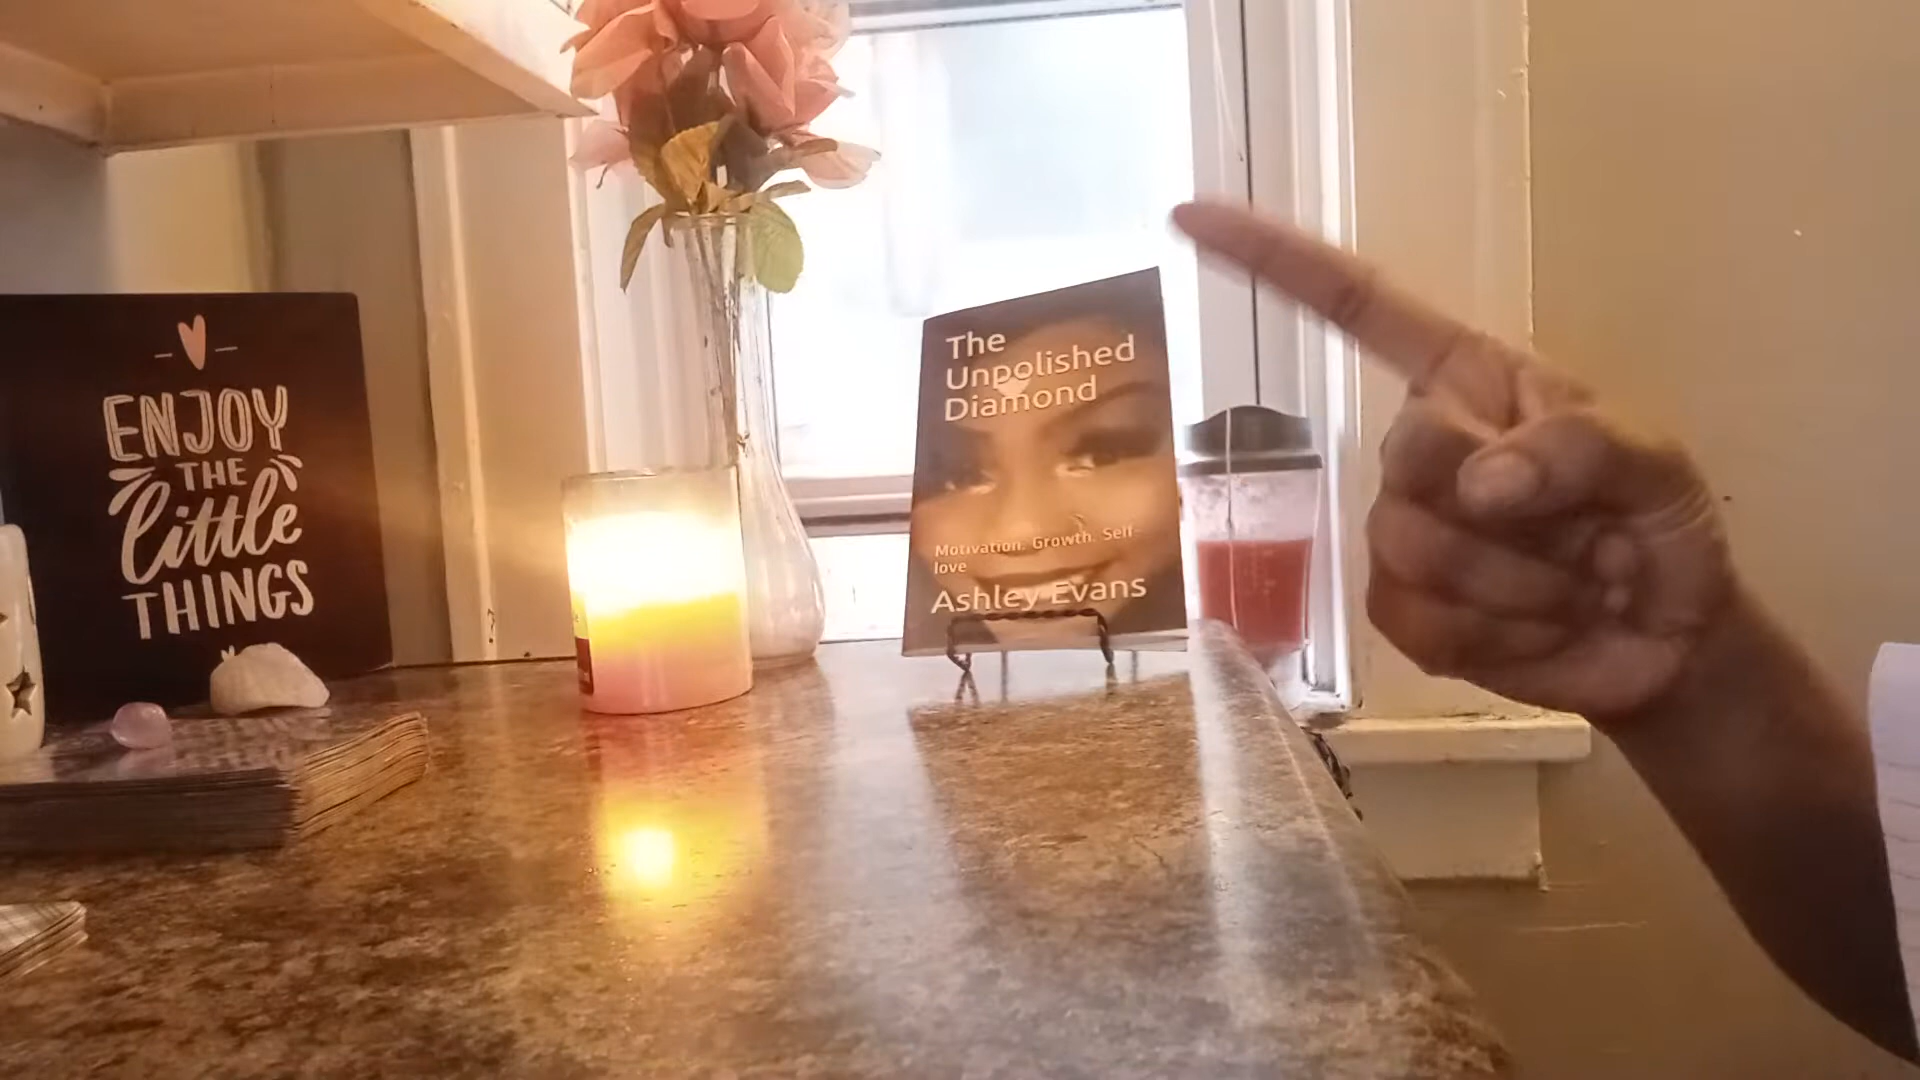 ENJOY
THE
little
THINGS
The
Unpolished
Diamond
Motivation. Growth. Self-
love
Ashley Evans